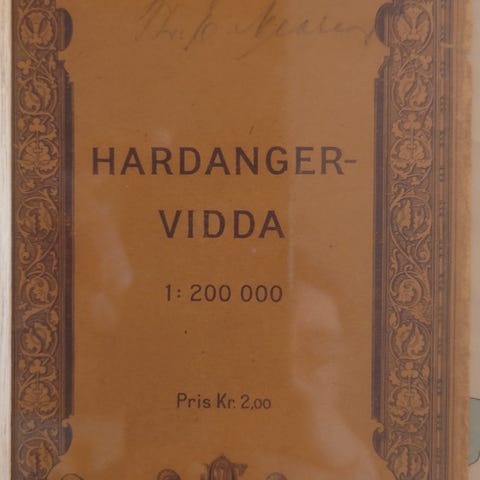 HARDANGER-
VIDDA
1: 200 000
Pris Kr. 2,00